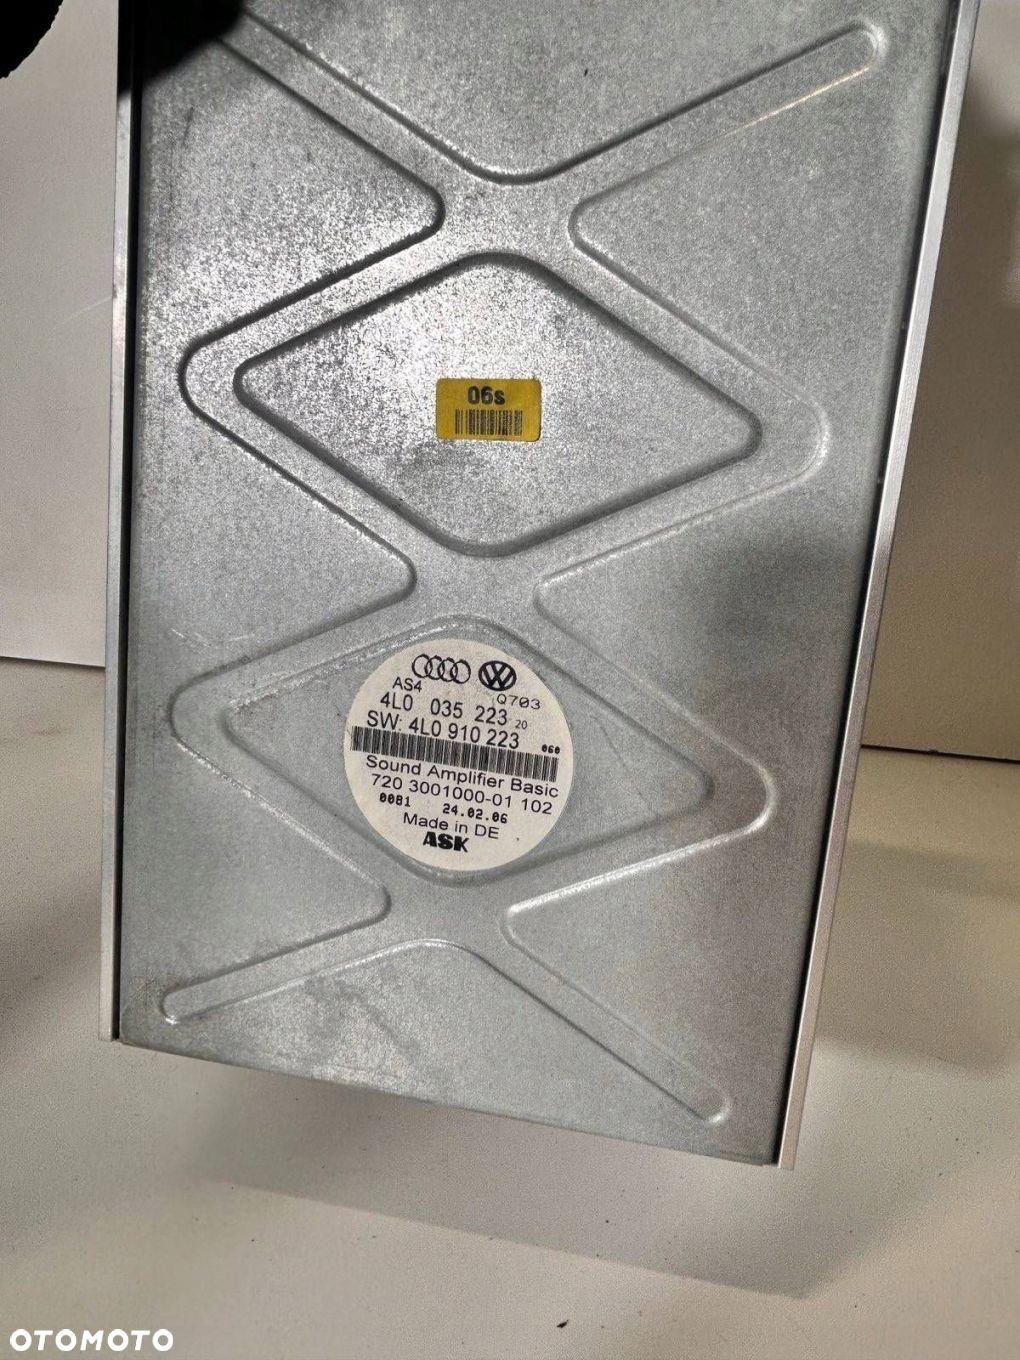 06s
AS4
Q703
4L0 035 223 20
SW: 4L0 910 223
060
Sound Amplifier Basic
720 3001000-01 102
0081 24.02.06
Made in DE
ASK
OTOMOTO